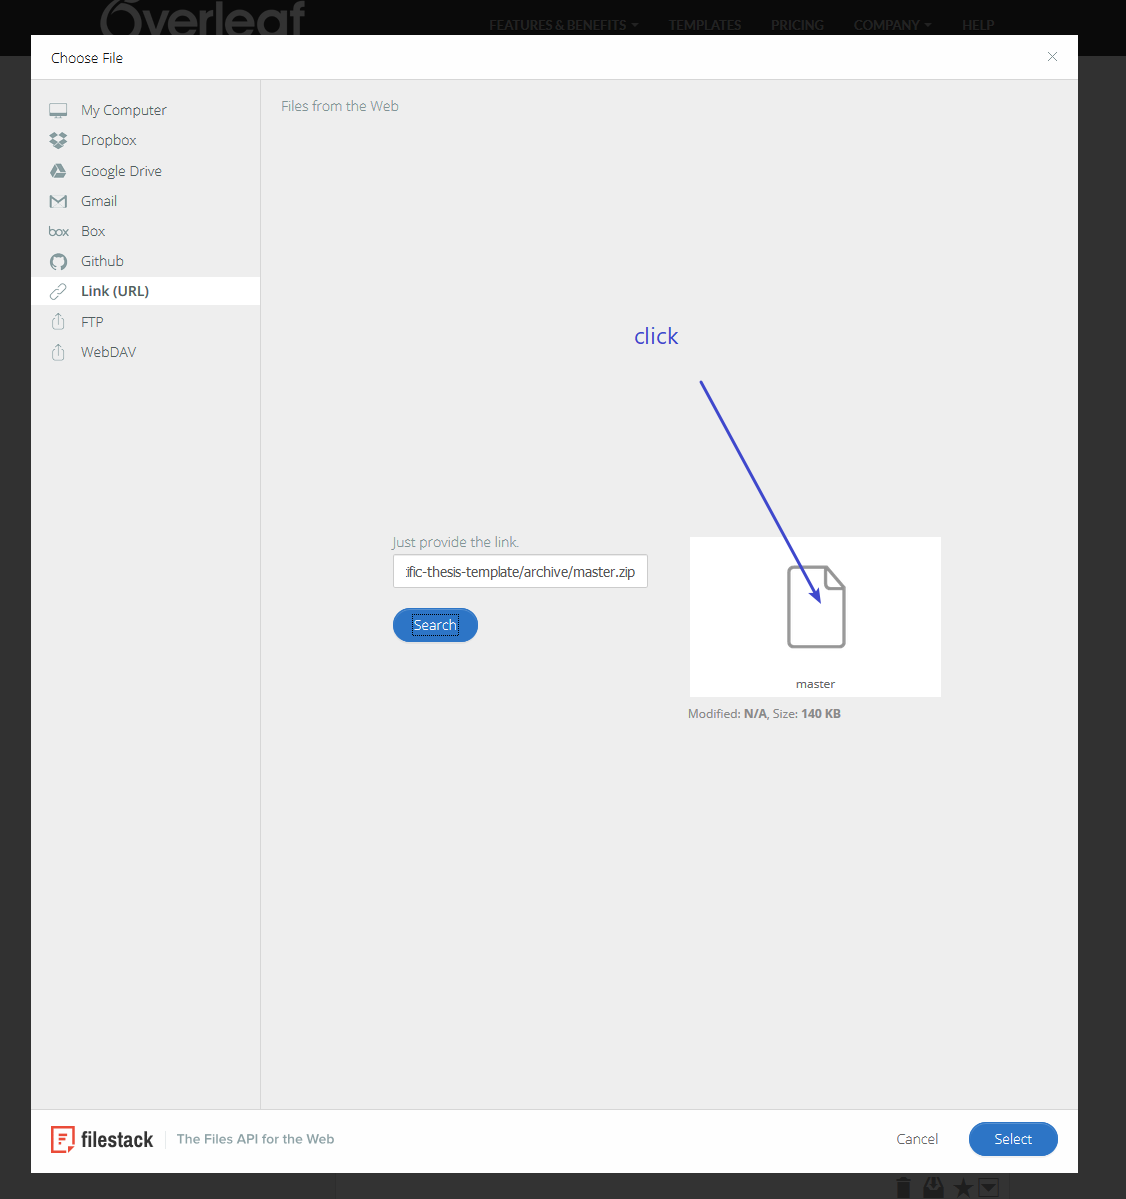 Overleaf
FEATURES & BENEFITS TEMPLATES PRICING COMPANY HELP
Choose File
My Computer
Dropbox
Google Drive
Gmail
box Box
Github
Link (URL)
FTP
WebDAV
Files from the Web
click
Just provide the link.
ific-thesis-template/archive/master.zip
Search
master
Modified: N/A, Size: 140 KB
filestack The Files API for the Web
Cancel Select